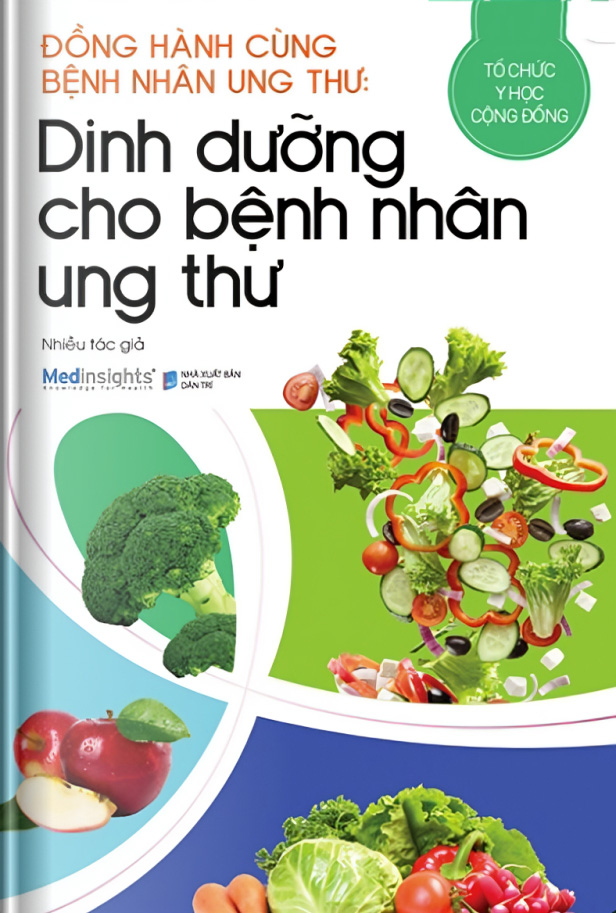 ĐỒNG HÀNH CÙNG
BỆNH NHÂN UNG THƯ:
TỔ CHỨC
Y HỌC
CỘNG ĐỒNG
Dinh dưỡng
cho bệnh nhân
ung thư
Nhiều tác giả
Medinsights®
Knowledge for Health
NHÀ XUẤT BẢN
DÂN TRÍ